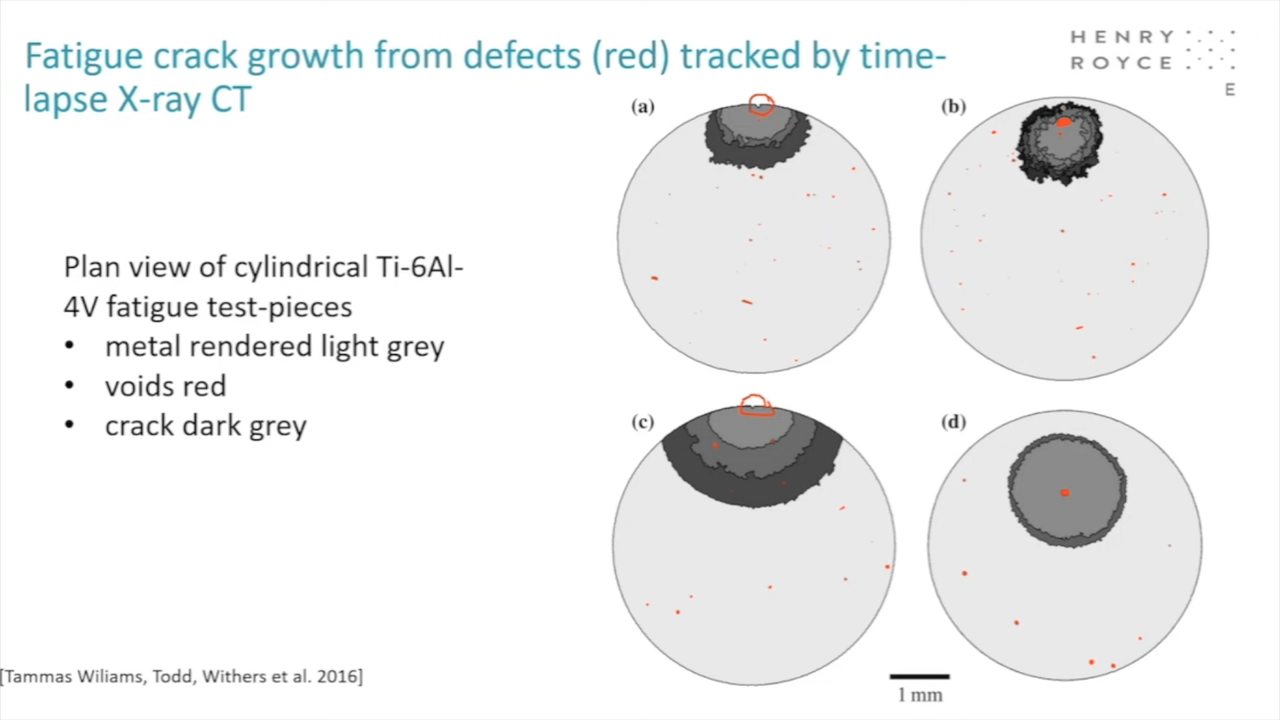 Fatigue crack growth from defects (red) tracked by time-
lapse X-ray CT
HENRY
ROYCE
E
Plan view of cylindrical Ti-6Al-
4V fatigue test-pieces
• metal rendered light grey
• voids red
• crack dark grey
(a)
(b)
(c)
(d)
1 mm
[Tammas Wiliams, Todd, Withers et al. 2016]